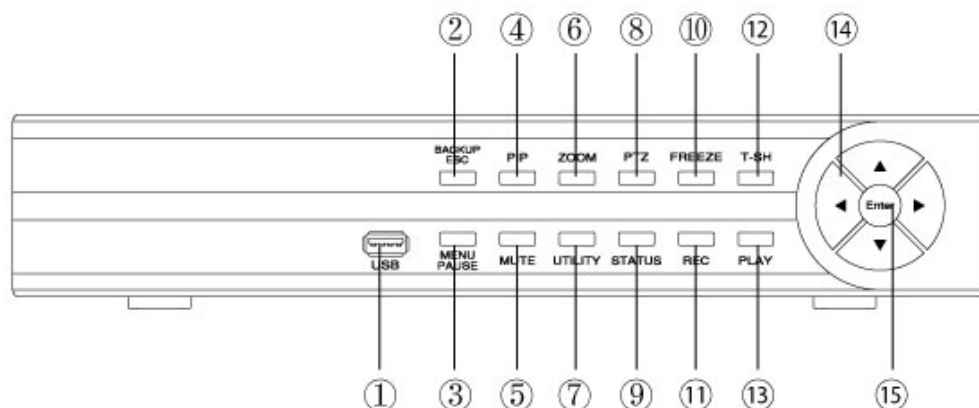 ② ④ ⑥ ⑧ ⑩ ⑫ ⑭
BACKUP
ESC
PIP
ZOOM
PTZ
FREEZE
T-SH
Enter
USB
MENU
PAUSE
MUTE
UTILITY
STATUS
REC
PLAY
① ③ ⑤ ⑦ ⑨ ⑪ ⑬ ⑮